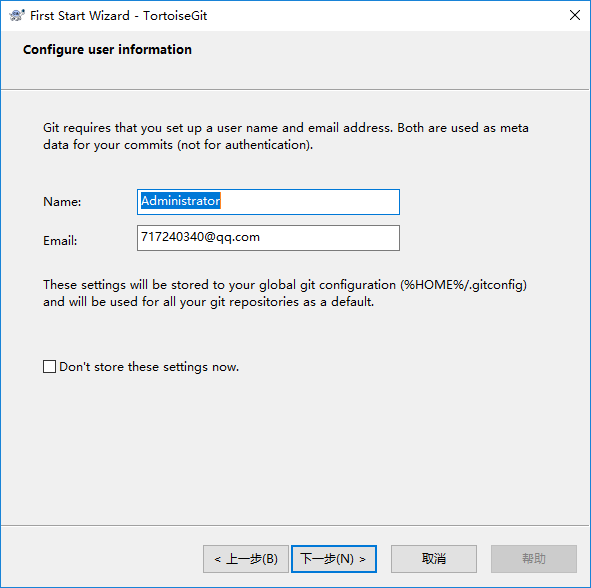 First Start Wizard - TortoiseGit
Configure user information
Git requires that you set up a user name and email address. Both are used as meta
data for your commits (not for authentication).
Name:
Administrator
Email:
717240340@qq.com
These settings will be stored to your global git configuration (%HOME%/.gitconfig)
and will be used for all your git repositories as a default.
Don't store these settings now.
< 上一步(B)
下一步(N) >
取消
帮助